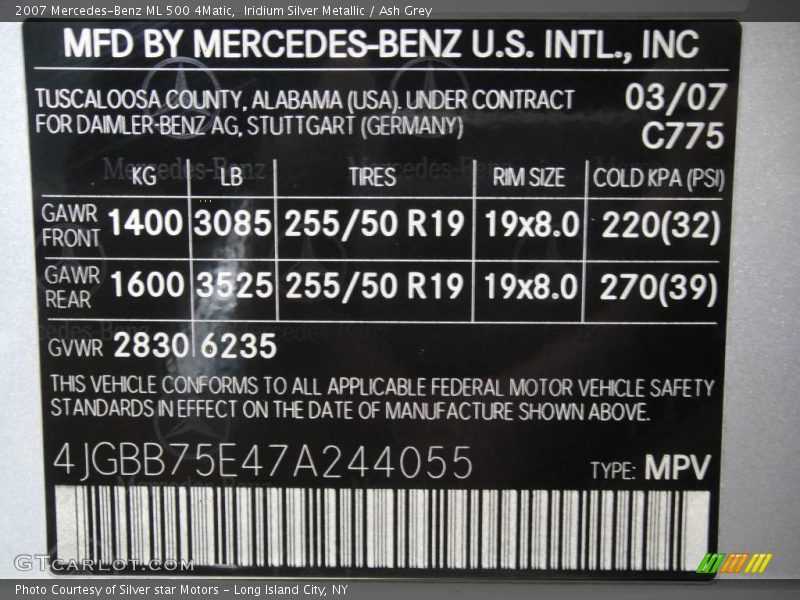 2007 Mercedes-Benz ML 500 4Matic,  Iridium Silver Metallic / Ash Grey
MFD BY MERCEDES-BENZ U.S. INTL., INC
TUSCALOOSA COUNTY, ALABAMA (USA). UNDER CONTRACT 03/07
FOR DAIMLER-BENZ AG, STUTTGART (GERMANY) C775
KG LB TIRES RIM SIZE COLD KPA (PSI)
GAWR FRONT 1400 3085 255/50 R19 19x8.0 220(32)
GAWR REAR 1600 3525 255/50 R19 19x8.0 270(39)
GVWR 2830 6235
THIS VEHICLE CONFORMS TO ALL APPLICABLE FEDERAL MOTOR VEHICLE SAFETY
STANDARDS IN EFFECT ON THE DATE OF MANUFACTURE SHOWN ABOVE.
4JGBB75E47A244055 TYPE: MPV
GTCARLOT.COM
Photo Courtesy of Silver star Motors - Long Island City, NY